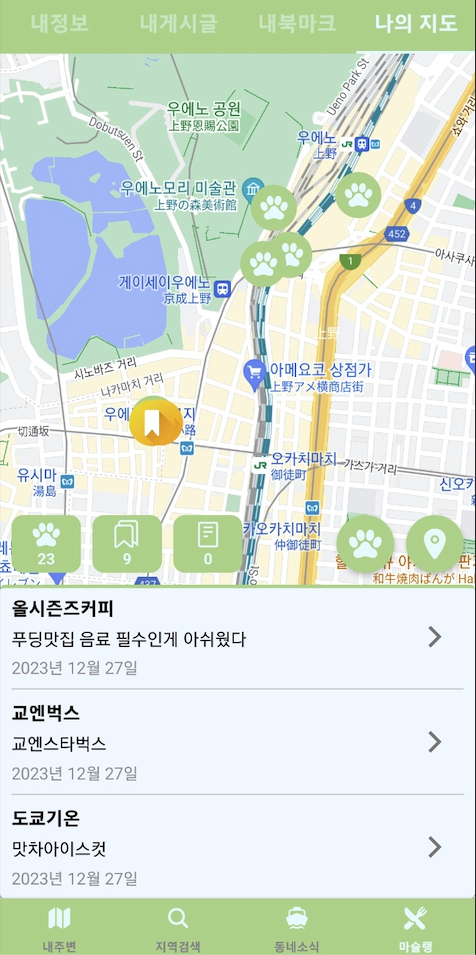 내정보
내게시글
내북마크
나의 지도
Ueno Park St
Dobutsuen St
우에노 공원
上野恩賜公園
쇼와 거리
우에노
上野
JR
우에노모리 미술관
上野の森美術館
4
452
아사쿠사
1
게이세이우에노
京成上野
上野
시노바즈 거리
나카마치 거리
아메요코 상점가
上野アメ横商店街
우에
切通坂
오카치마치
御徒町
JR
가즈가 거리
유시마
湯島
신오카
카오카치마치
仲御徒町
23
9
0
和牛焼肉ばんが Ha
437
올시즌즈커피
푸딩맛집 음료 필수인게 아쉬웠다
2023년 12월 27일
교엔벅스
교엔스타벅스
2023년 12월 27일
도쿄기온
맛차아이스컷
2023년 12월 27일
내주변
지역검색
동네소식
마슐랭